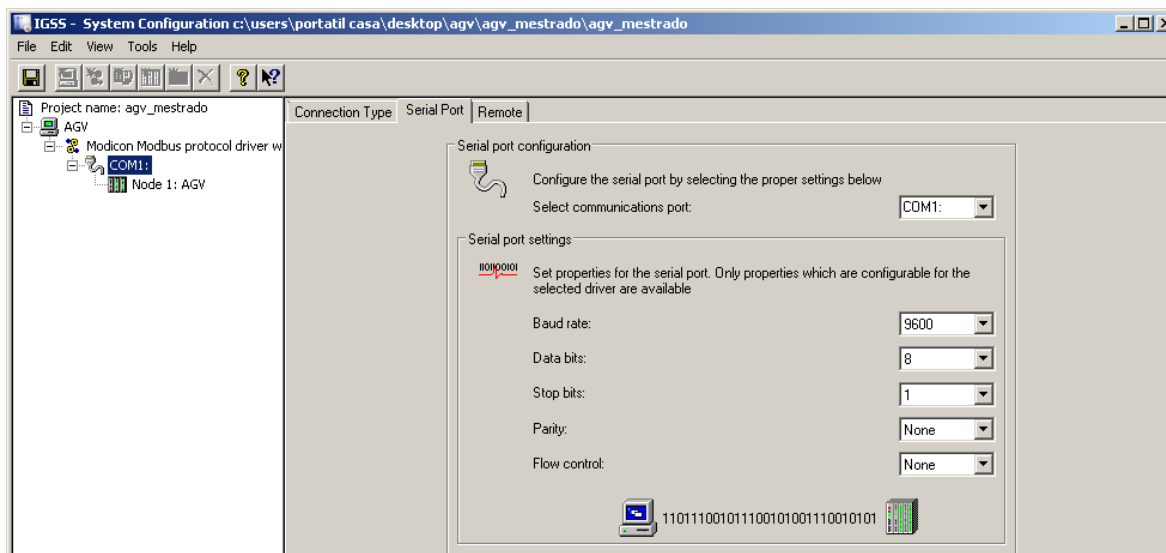 IGSS - System Configuration c:\users\portatil casa\desktop\agv\agv_mestrado\agv_mestrado
File Edit View Tools Help
Project name: agv_mestrado
AGV
Modicon Modbus protocol driver w
COM1:
Node 1: AGV
Connection Type Serial Port Remote
Serial port configuration
Configure the serial port by selecting the proper settings below
Select communications port: COM1:
Serial port settings
Set properties for the serial port. Only properties which are configurable for the
selected driver are available
Baud rate: 9600
Data bits: 8
Stop bits: 1
Parity: None
Flow control: None
110111001011100101001110010101